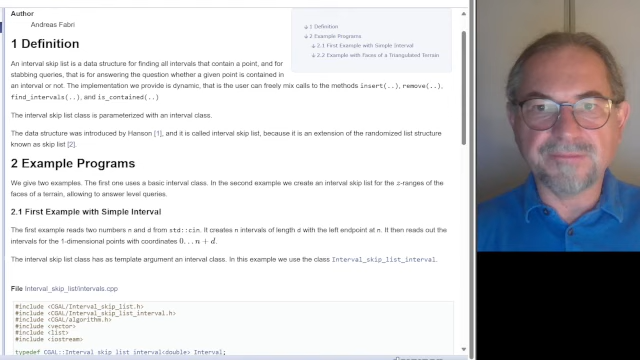 Author
Andreas Fabri
↓ 1 Definition
↓ 2 Example Programs
↓ 2.1 First Example with Simple Interval
↓ 2.2 Example with Faces of a Triangulated Terrain
1 Definition
An interval skip list is a data structure for finding all intervals that contain a point, and for
stabbing queries, that is for answering the question whether a given point is contained in
an interval or not. The implementation we provide is dynamic, that is the user can freely mix calls to the methods insert(..), remove(..),
find_intervals(..), and is_contained(..)
The interval skip list class is parameterized with an interval class.
The data structure was introduced by Hanson [1], and it is called interval skip list, because it is an extension of the randomized list structure
known as skip list [2].
2 Example Programs
We give two examples. The first one uses a basic interval class. In the second example we create an interval skip list for the z-ranges of the
faces of a terrain, allowing to answer level queries.
2.1 First Example with Simple Interval
The first example reads two numbers n and d from std::cin. It creates n intervals of length d with the left endpoint at n. It then reads out the
intervals for the 1-dimensional points with coordinates 0...n + d.
The interval skip list class has as template argument an interval class. In this example we use the class Interval_skip_list_interval.
File Interval_skip_list/intervals.cpp
#include <CGAL/Interval_skip_list.h>
#include <CGAL/Interval_skip_list_interval.h>
#include <CGAL/algorithm.h>
#include <vector>
#include <list>
#include <iostream>
typedef CGAL::Interval_skip_list_interval<double> Interval;